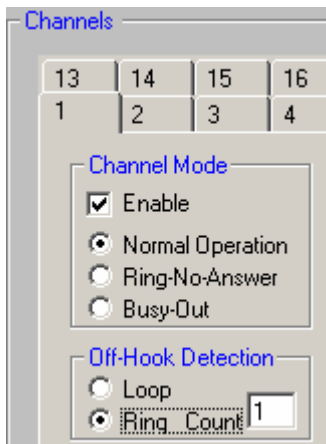 Channels
13 14 15 16
1 2 3 4
Channel Mode
Enable
Normal Operation
Ring-No-Answer
Busy-Out
Off-Hook Detection
Loop
Ring Count 1